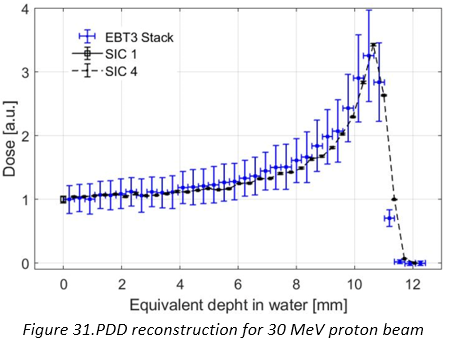 4
3
2
1
0
Dose [a.u.]
EBT3 Stack
SIC 1
SIC 4
0 2 4 6 8 10 12
Equivalent depht in water [mm]
Figure 31.PDD reconstruction for 30 MeV proton beam